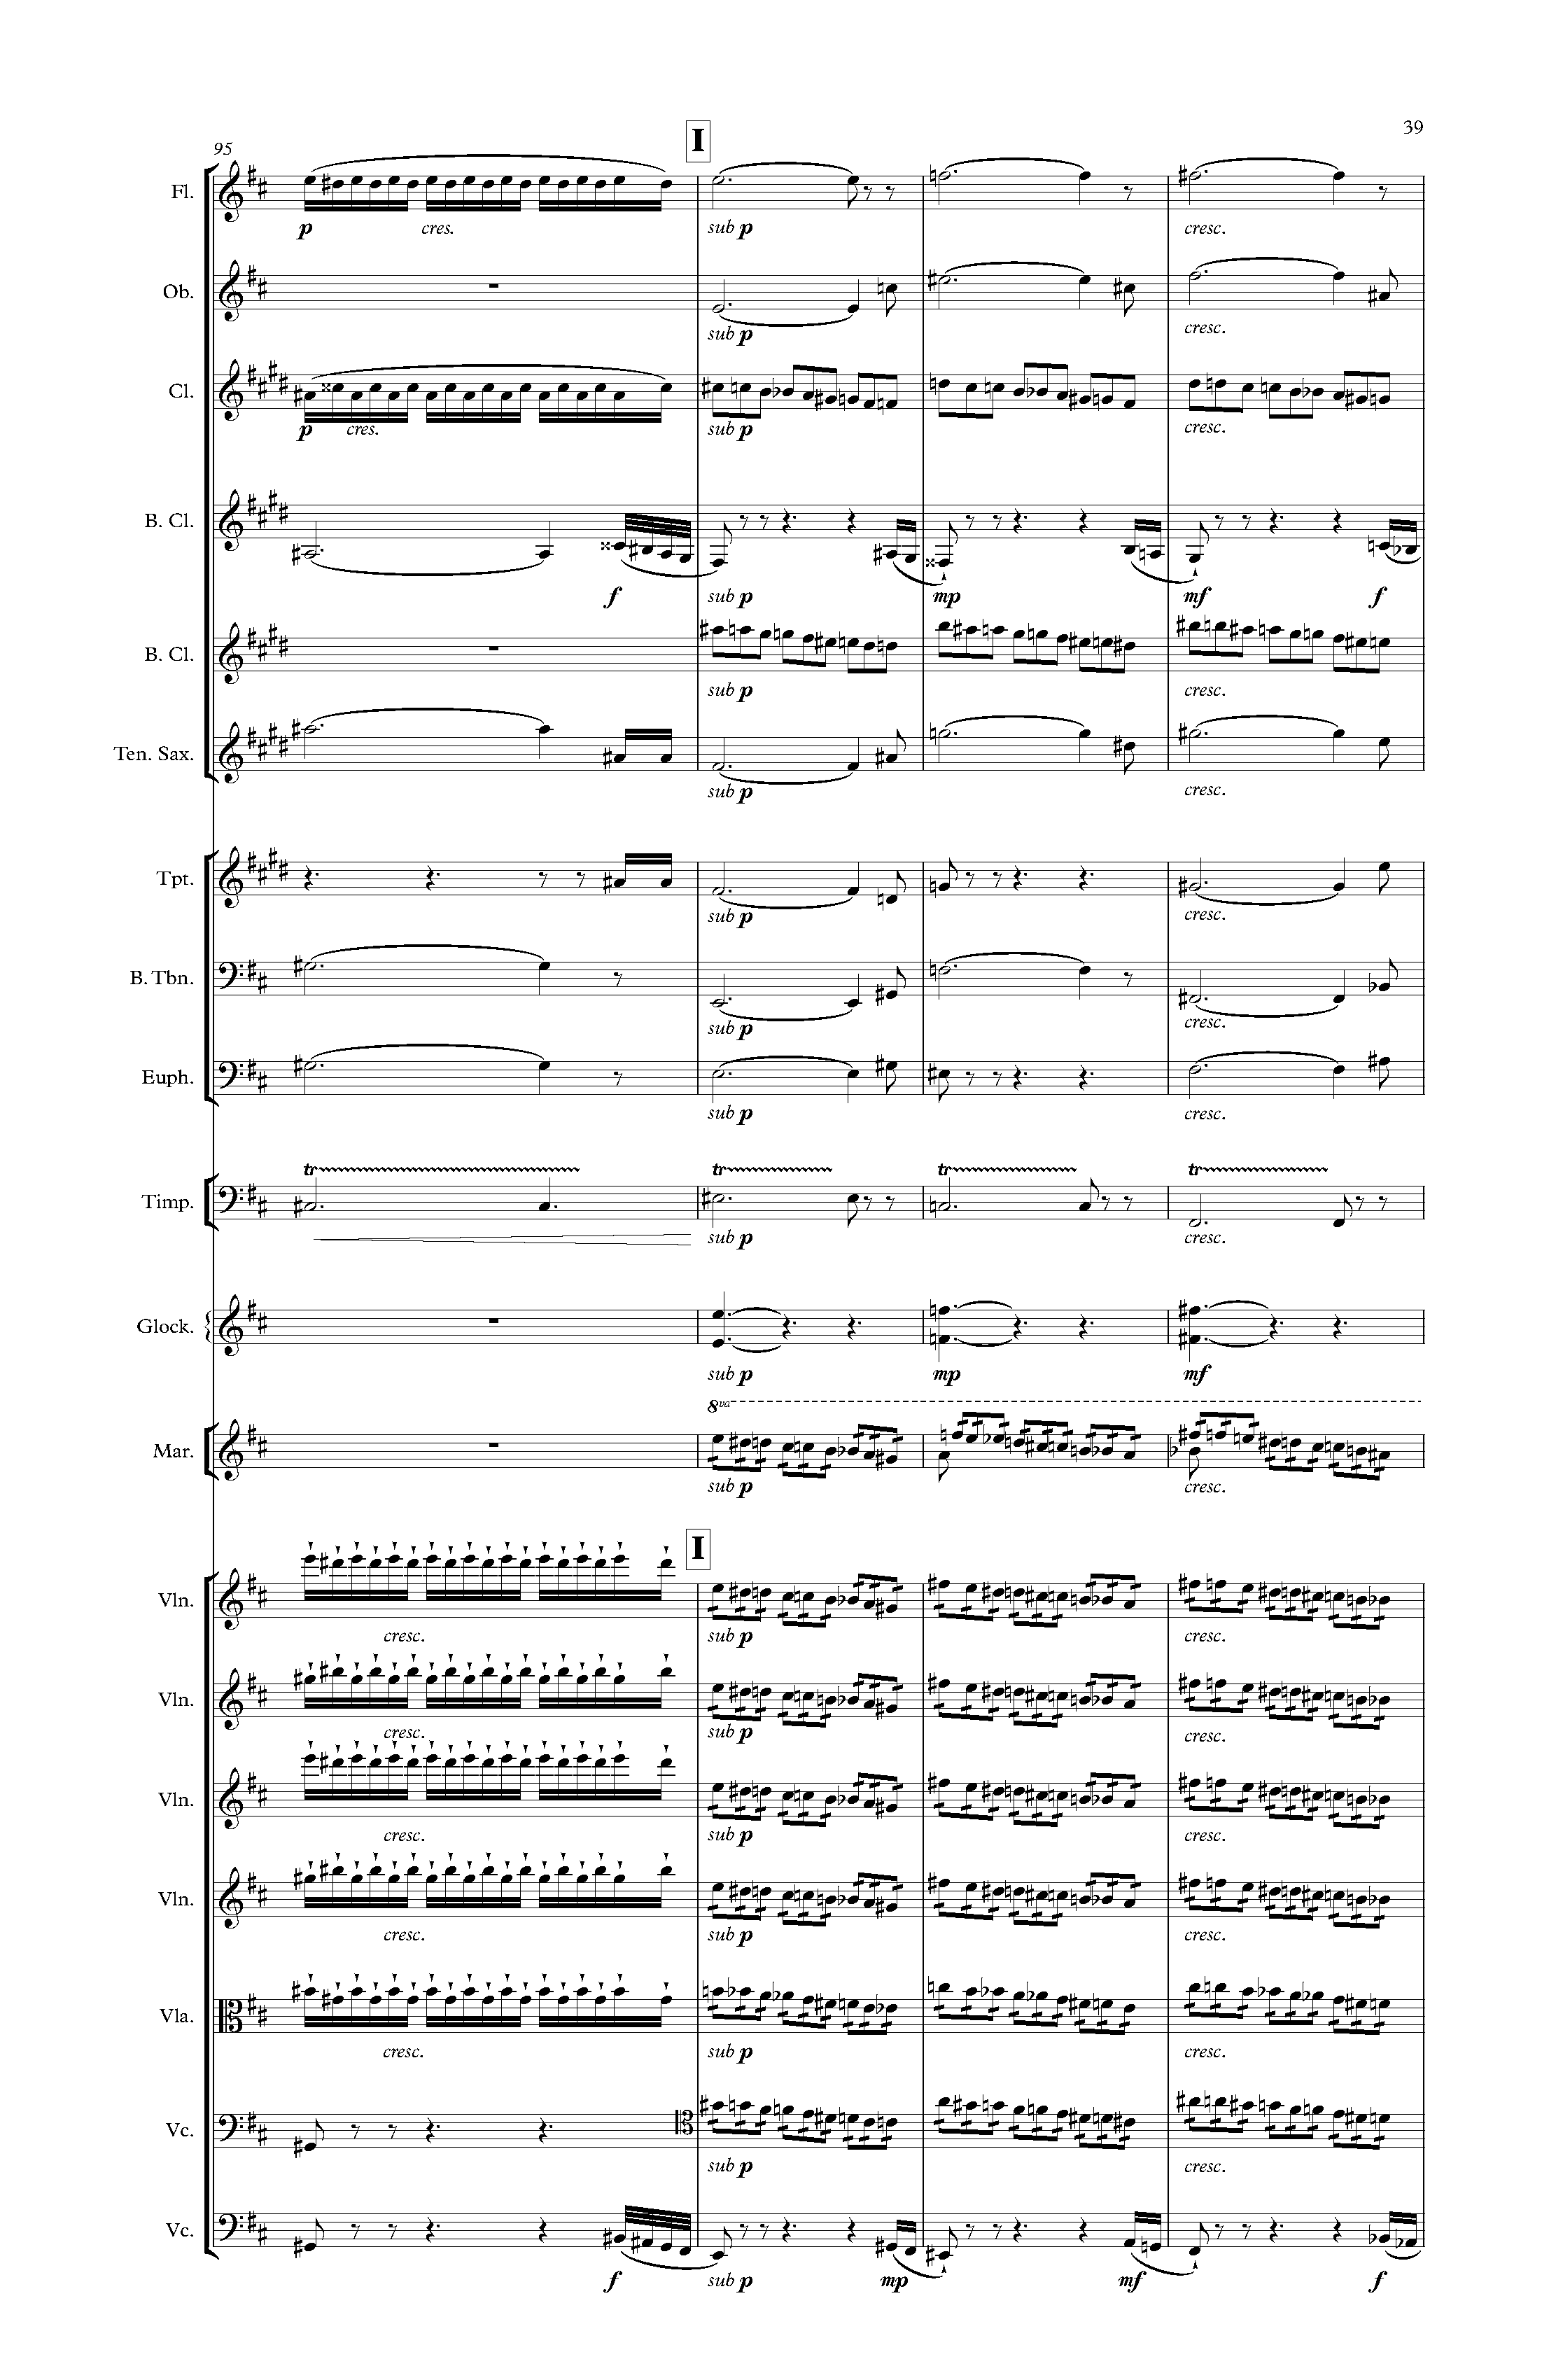 39
95
I
Fl.
p cres.
sub p
cresc.
Ob.
sub p
cresc.
Cl.
p cres.
sub p
cresc.
B. Cl.
f
sub p
mp
mf
f
B. Cl.
sub p
cresc.
Ten. Sax.
sub p
cresc.
Tpt.
sub p
cresc.
B. Tbn.
sub p
cresc.
Euph.
sub p
cresc.
tr tr tr tr
Timp.
sub p
cresc.
Glock.
sub p
mp
mf
8va
Mar.
sub p
cresc.
I
Vln.
cresc.
sub p
cresc.
Vln.
cresc.
sub p
cresc.
Vln.
cresc.
sub p
cresc.
Vln.
cresc.
sub p
cresc.
Vla.
cresc.
sub p
cresc.
Vc.
sub p
cresc.
Vc.
f
sub p
mp
mf
f